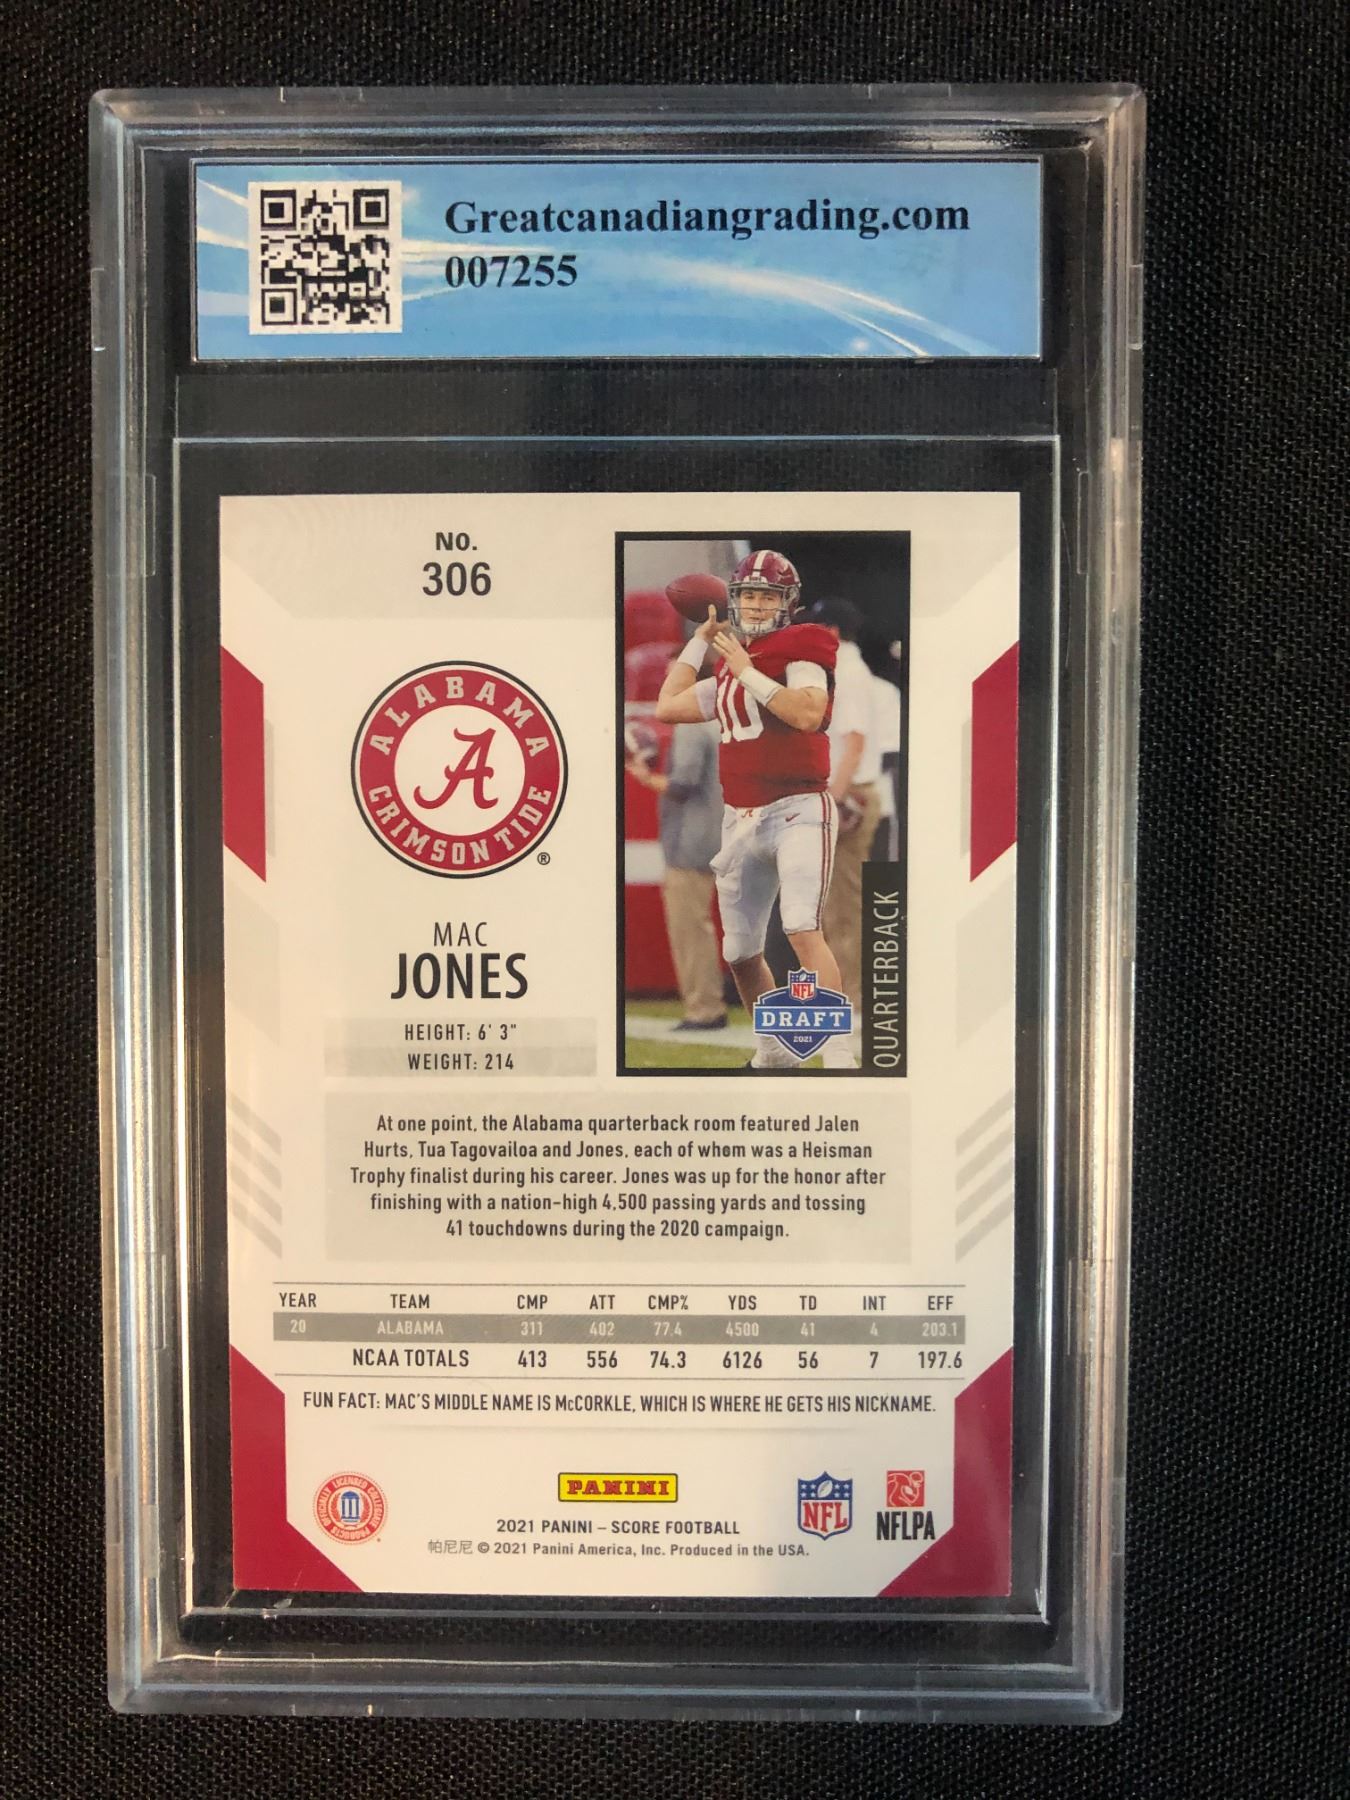 Greatcanadiangrading.com
007255
NO.
306
ALABAMA
CRIMSON TIDE
A
®
10
MAC
JONES
HEIGHT: 6' 3"
WEIGHT: 214
QUARTERBACK
NFL
DRAFT
2021
At one point, the Alabama quarterback room featured Jalen
Hurts, Tua Tagovailoa and Jones, each of whom was a Heisman
Trophy finalist during his career. Jones was up for the honor after
finishing with a nation-high 4,500 passing yards and tossing
41 touchdowns during the 2020 campaign.
YEAR TEAM CMP ATT CMP% YDS TD INT EFF
20 ALABAMA 311 402 77.4 4500 41 4 203.1
NCAA TOTALS 413 556 74.3 6126 56 7 197.6
FUN FACT: MAC'S MIDDLE NAME IS McCORKLE, WHICH IS WHERE HE GETS HIS NICKNAME.
OFFICIALLY LICENSED COLLEGIATE PRODUCTS
PANINI
NFL
NFLPA
2021 PANINI – SCORE FOOTBALL
帕尼尼 © 2021 Panini America, Inc. Produced in the USA.